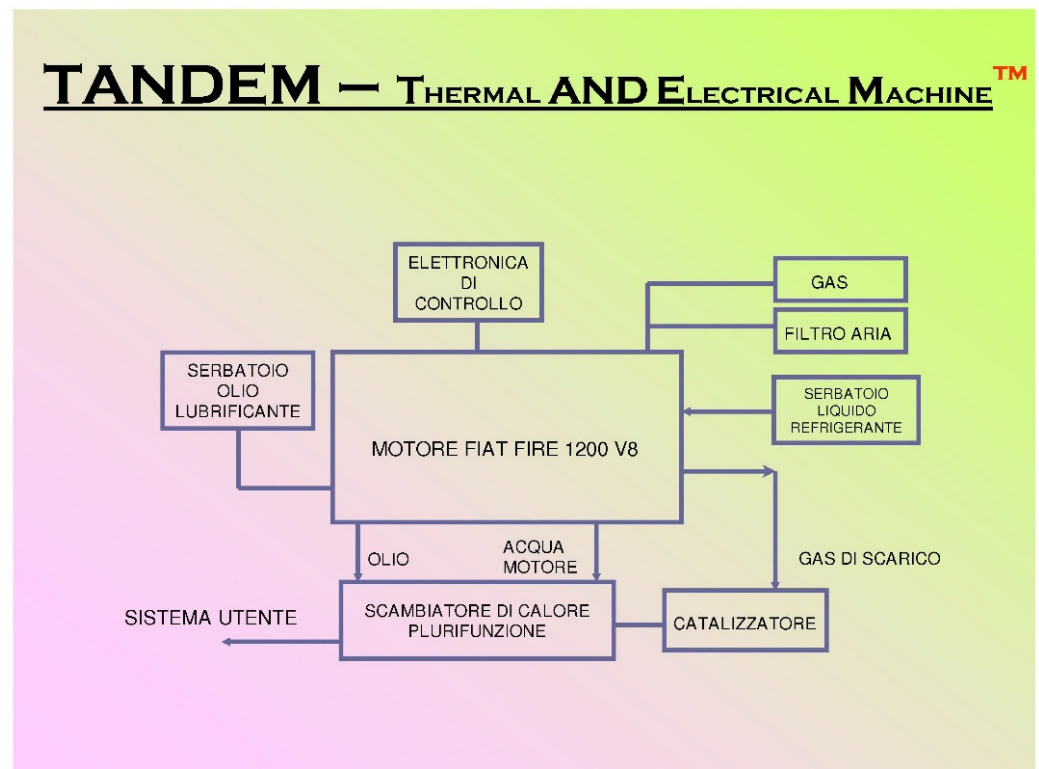 TANDEM – THERMAL AND ELECTRICAL MACHINE™
ELETTRONICA
DI
CONTROLLO
GAS
FILTRO ARIA
SERBATOIO
OLIO
LUBRIFICANTE
SERBATOIO
LIQUIDO
REFRIGERANTE
MOTORE FIAT FIRE 1200 V8
OLIO
ACQUA
MOTORE
GAS DI SCARICO
SISTEMA UTENTE
SCAMBIATORE DI CALORE
PLURIFUNZIONE
CATALIZZATORE